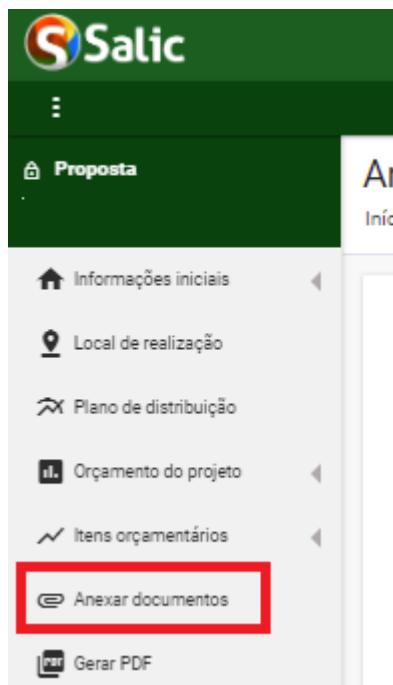 Salic
Proposta
.
Informações iniciais
Local de realização
Plano de distribuição
Orçamento do projeto
Itens orçamentários
Anexar documentos
PDF
Gerar PDF